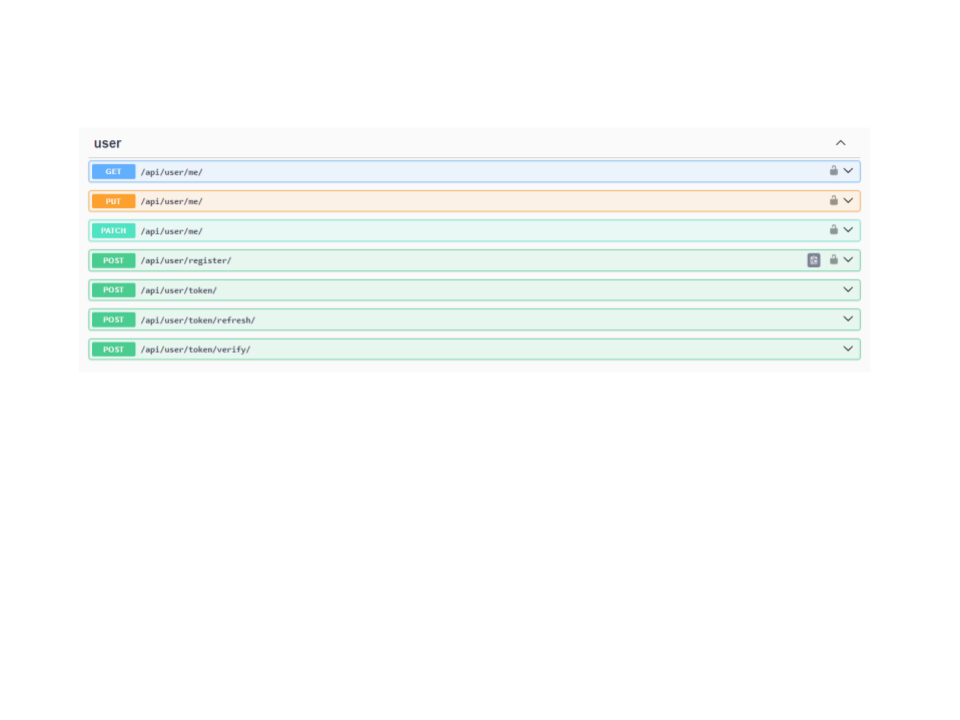 user
GET /api/user/me/
PUT /api/user/me/
PATCH /api/user/me/
POST /api/user/register/
POST /api/user/token/
POST /api/user/token/refresh/
POST /api/user/token/verify/